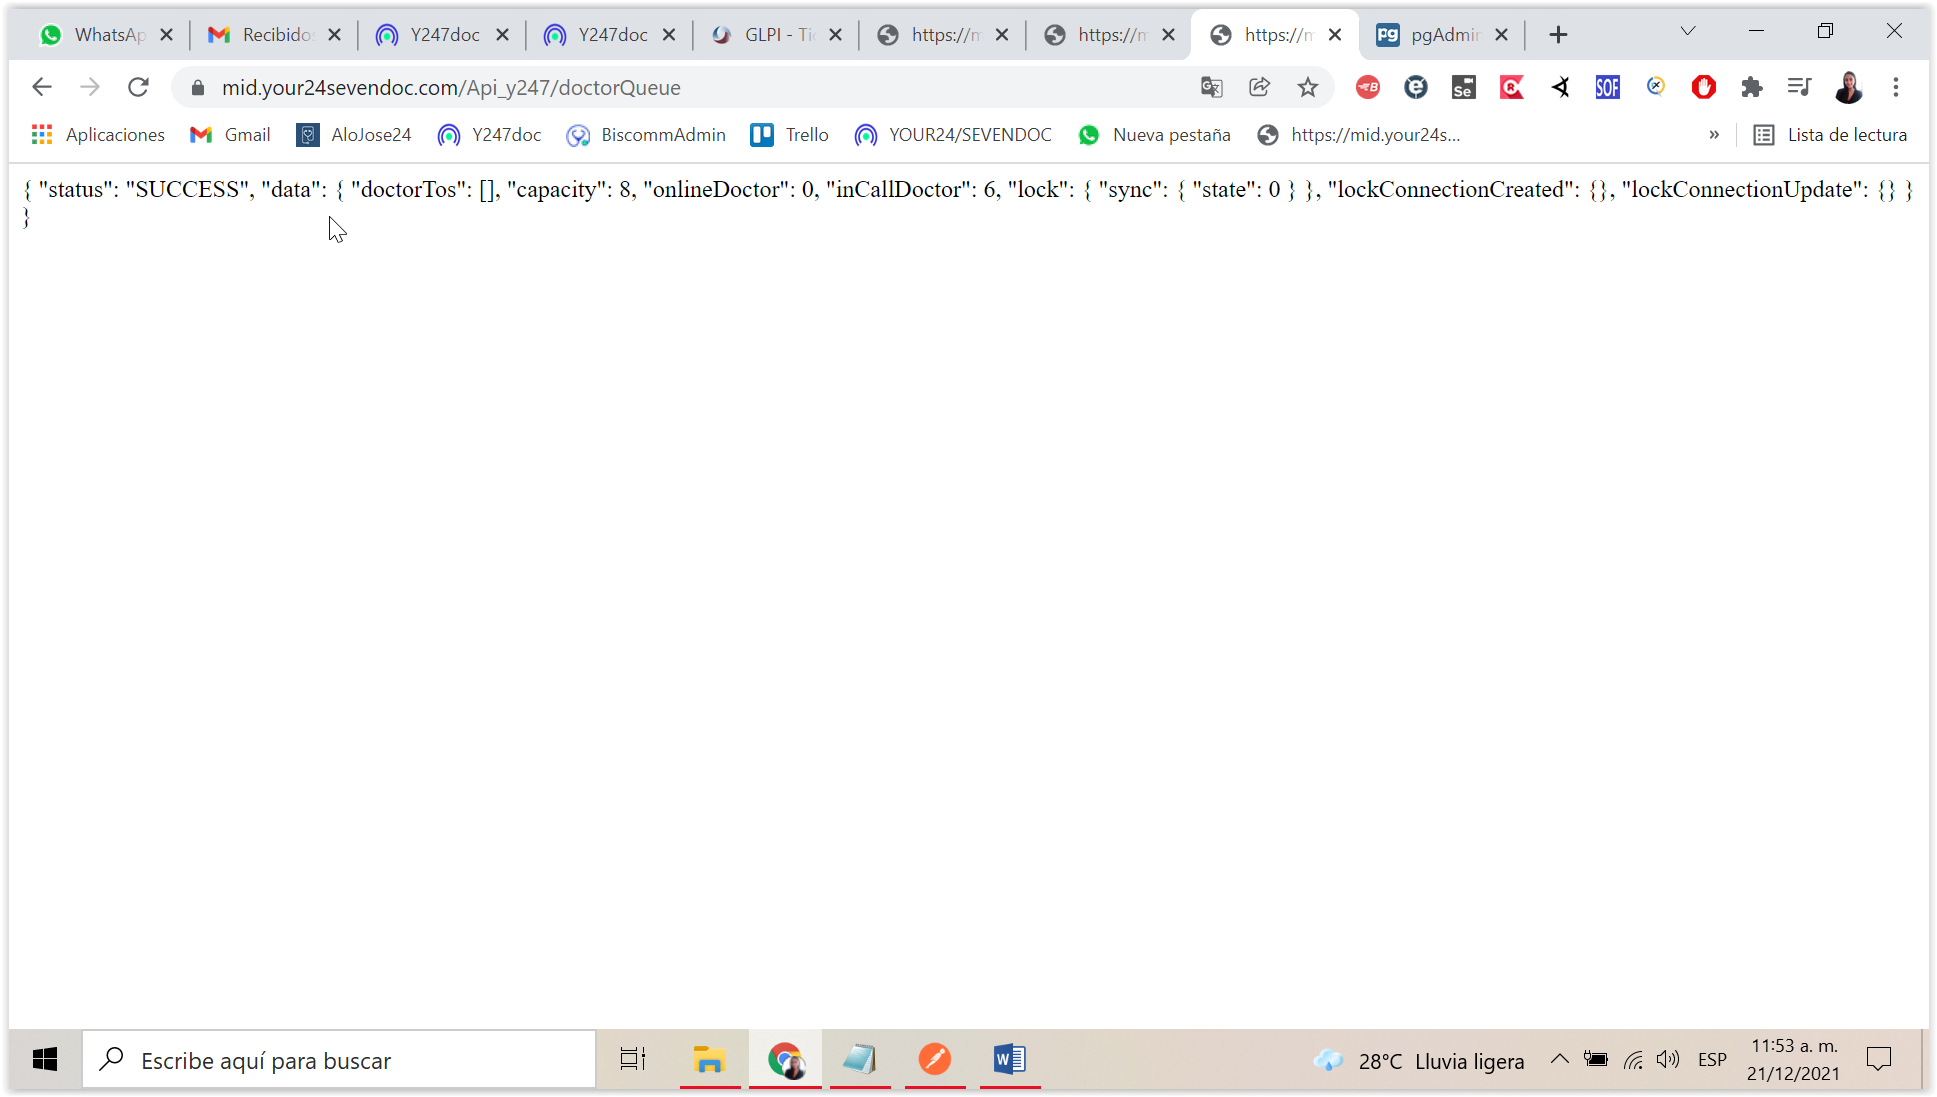 WhatsAp
Recibidos
Y247doc
Y247doc
GLPI - Tic
https://m
https://m
https://m
pgAdmin
mid.your24sevendoc.com/Api_y247/doctorQueue
Aplicaciones
Gmail
AloJose24
Y247doc
BiscommAdmin
Trello
YOUR24/SEVENDOC
Nueva pestaña
https://mid.your24s...
»
Lista de lectura
{ "status": "SUCCESS", "data": { "doctorTos": [], "capacity": 8, "onlineDoctor": 0, "inCallDoctor": 6, "lock": { "sync": { "state": 0 } }, "lockConnectionCreated": {}, "lockConnectionUpdate": {} }
}
Escribe aquí para buscar
28°C Lluvia ligera
ESP
11:53 a. m.
21/12/2021